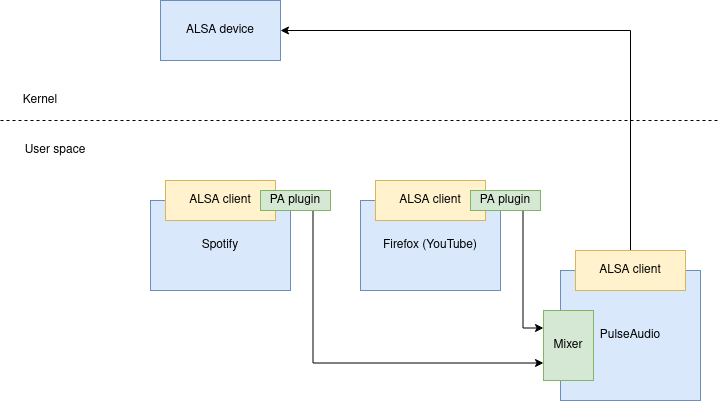 ALSA device
Kernel
User space
ALSA client
PA plugin
Spotify
ALSA client
PA plugin
Firefox (YouTube)
ALSA client
PulseAudio
Mixer